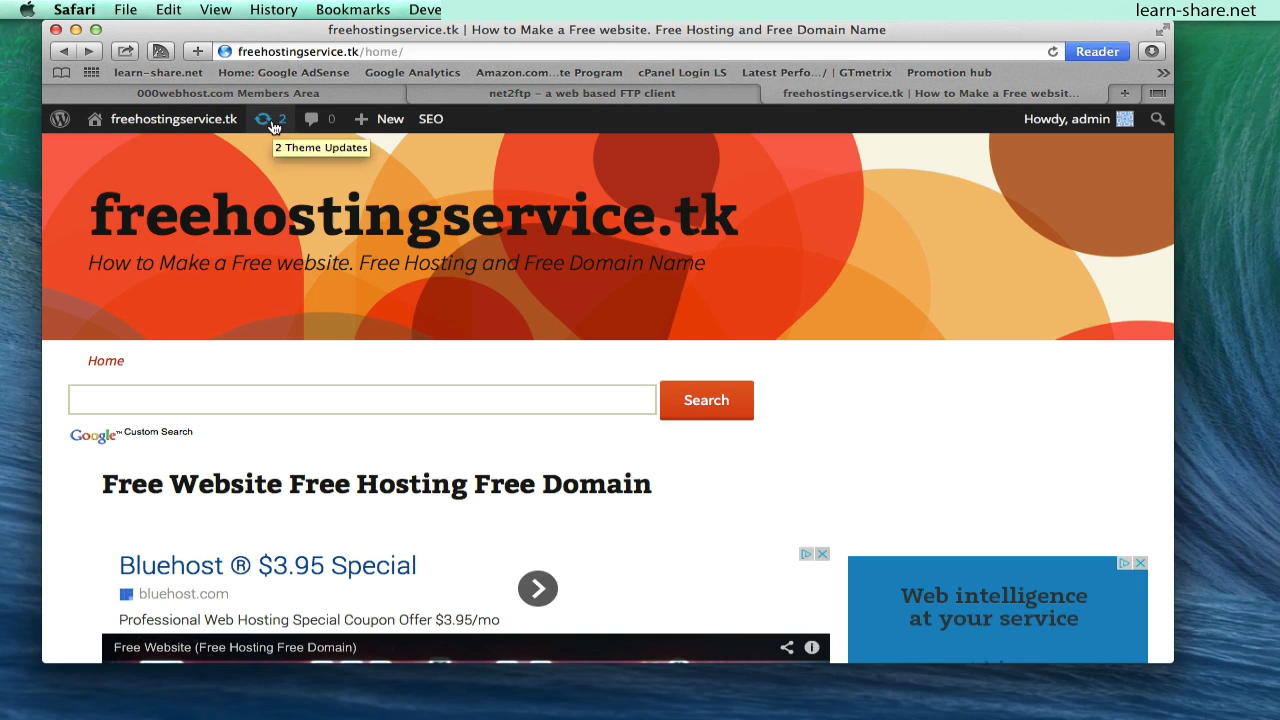 Safari File Edit View History Bookmarks Deve
learn-share.net
freehostingservice.tk | How to Make a Free website. Free Hosting and Free Domain Name
freehostingservice.tk/home/
Reader
learn-share.net Home: Google AdSense Google Analytics Amazon.com...te Program cPanel Login LS Latest Perfo.../ | GTmetrix Promotion hub
000webhost.com Members Area net2ftp – a web based FTP client freehostingservice.tk | How to Make a Free websit...
freehostingservice.tk 2 0 New SEO Howdy, admin
2 Theme Updates
freehostingservice.tk
How to Make a Free website. Free Hosting and Free Domain Name
Home
Search
Google™ Custom Search
Free Website Free Hosting Free Domain
Bluehost ® $3.95 Special
bluehost.com
Professional Web Hosting Special Coupon Offer $3.95/mo
Web intelligence
at your service
Free Website (Free Hosting Free Domain)